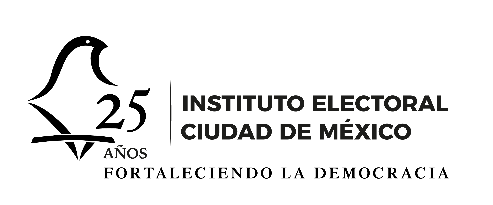 25
AÑOS
INSTITUTO ELECTORAL
CIUDAD DE MÉXICO
FORTALECIENDO LA DEMOCRACIA